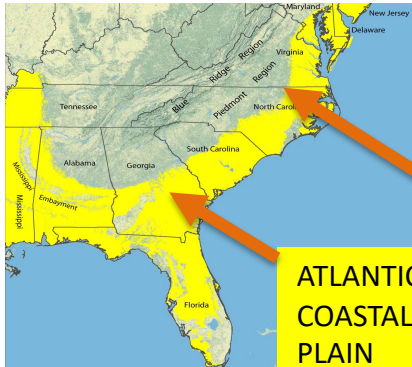 Maryland
New Jersey
Delaware
Virginia
Blue Ridge Region
Piedmont Region
Tennessee
North Carol
South Carolina
Alabama
Georgia
Mississippi
Embayment
Mississippi
Florida
ATLANTIC
COASTAL
PLAIN